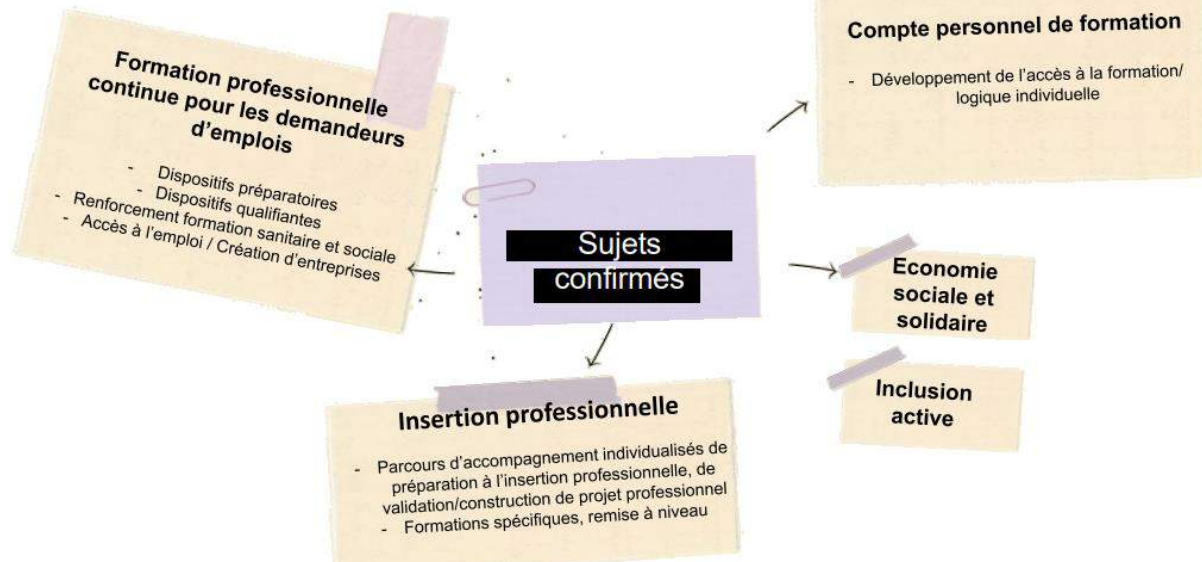 Formation professionnelle
continue pour les demandeurs
d'emplois
- Dispositifs préparatoires
- Dispositifs qualifiantes
- Renforcement formation sanitaire et sociale
- Accès à l'emploi / Création d'entreprises
Compte personnel de formation
- Développement de l'accès à la formation/
logique individuelle
Sujets
confirmés
Economie
sociale et
solidaire
Inclusion
active
Insertion professionnelle
- Parcours d'accompagnement individualisés de
préparation à l'insertion professionnelle, de
validation/construction de projet professionnel
- Formations spécifiques, remise à niveau